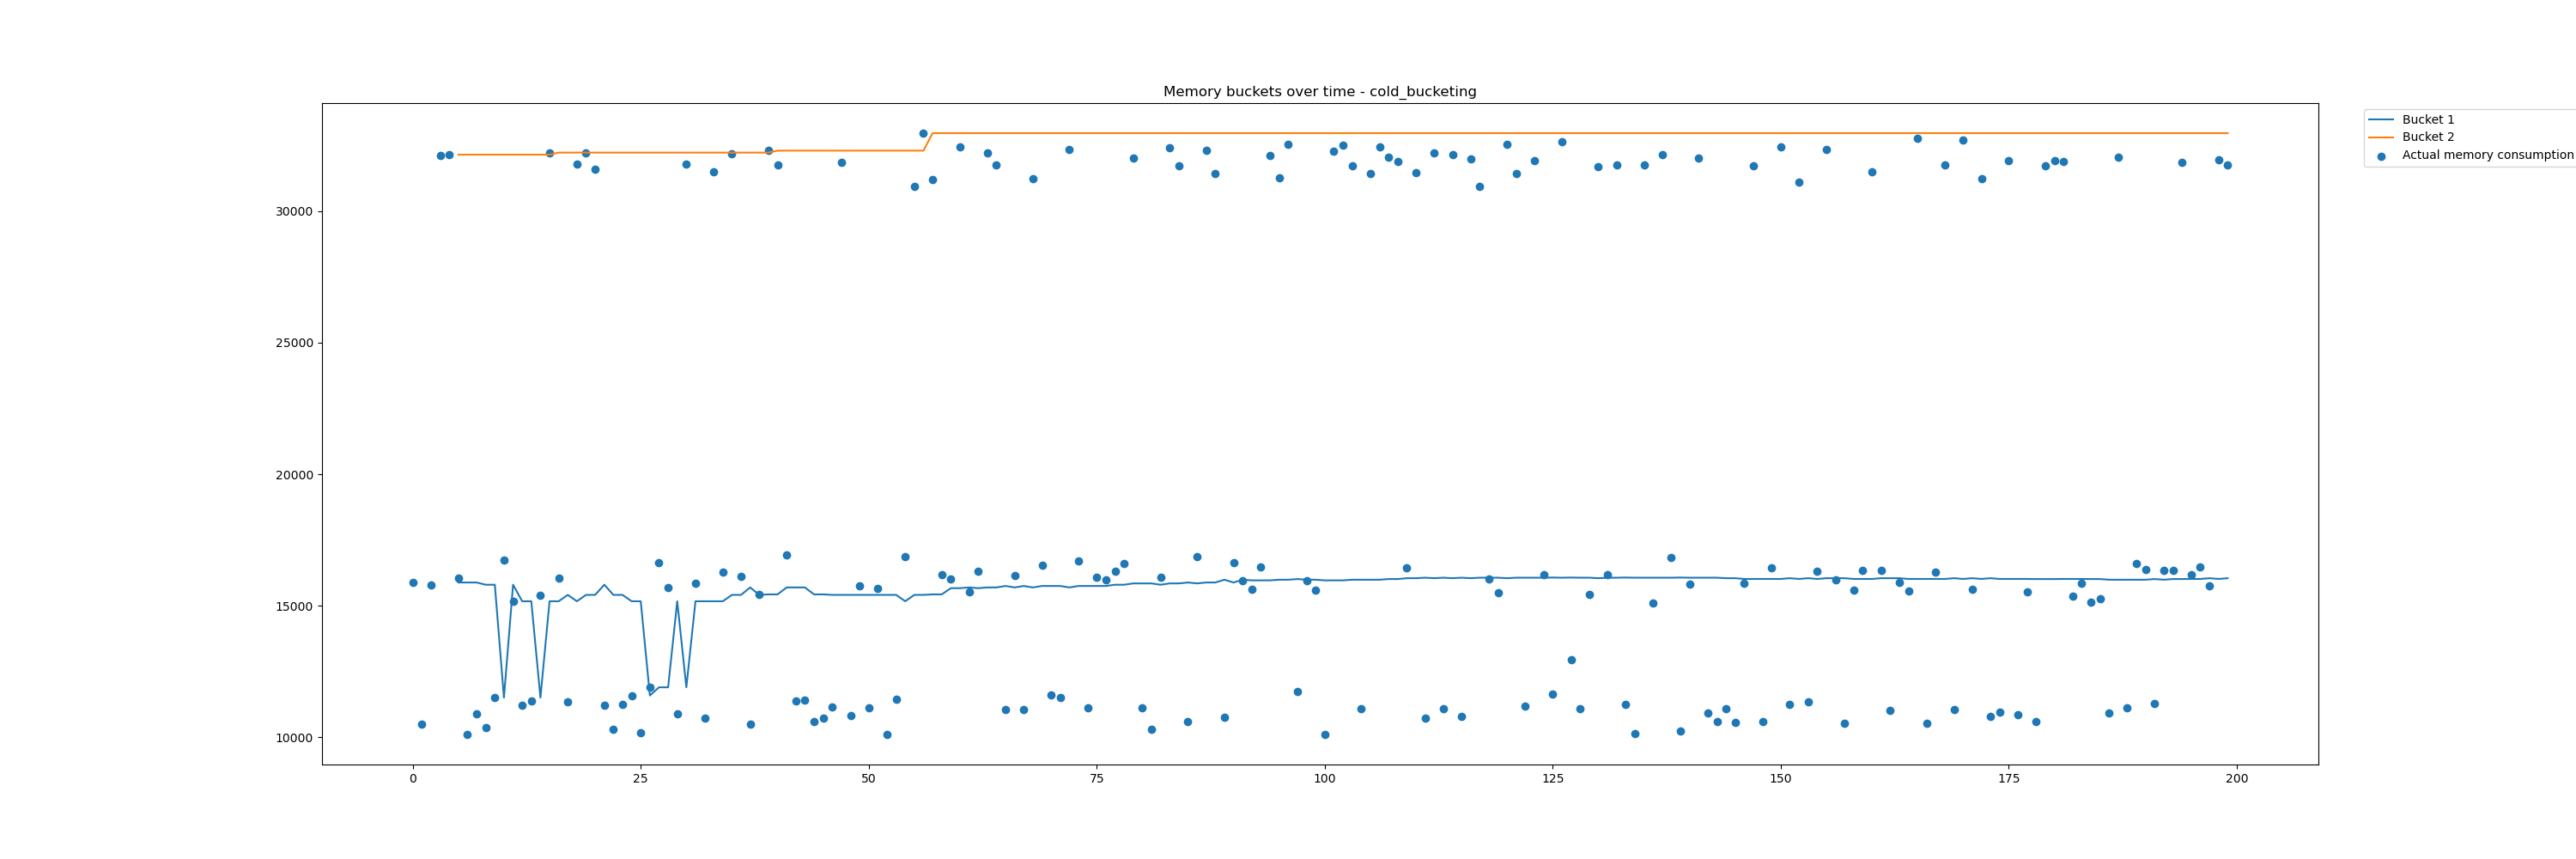 Memory buckets over time - cold_bucketing
Bucket 1
Bucket 2
Actual memory consumption
30000
25000
20000
15000
10000
0 25 50 75 100 125 150 175 200